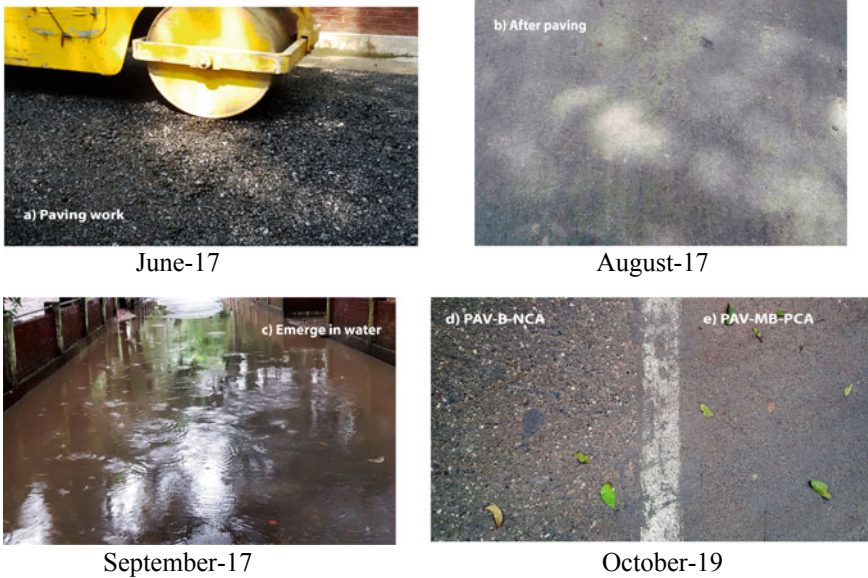 a) Paving work
b) After paving
June-17
August-17
c) Emerge in water
d) PAV-B-NCA
e) PAV-MB-PCA
September-17
October-19